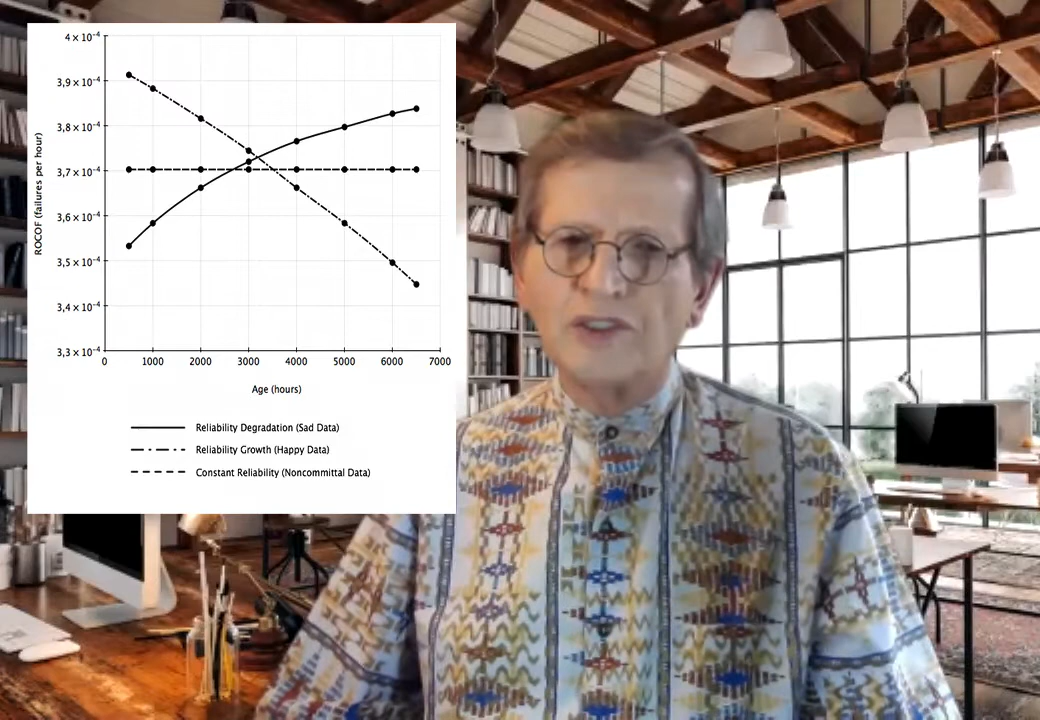 4 × 10⁻⁴
3,9 × 10⁻⁴
3,8 × 10⁻⁴
3,7 × 10⁻⁴
3,6 × 10⁻⁴
3,5 × 10⁻⁴
3,4 × 10⁻⁴
3,3 × 10⁻⁴
ROCOF (failures per hour)
0 1000 2000 3000 4000 5000 6000 7000
Age (hours)
Reliability Degradation (Sad Data)
Reliability Growth (Happy Data)
Constant Reliability (Noncommittal Data)